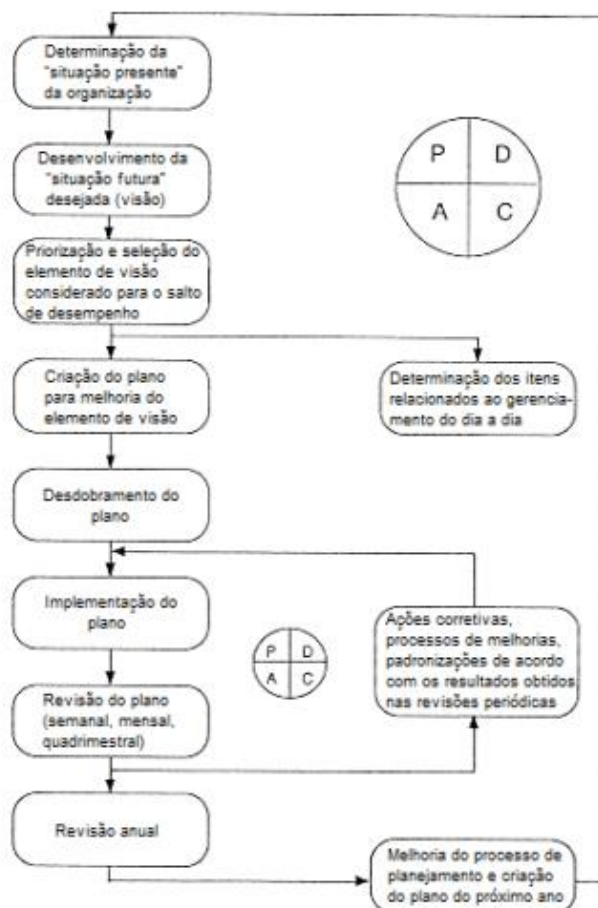 Determinação da
"situação presente"
da organização
Desenvolvimento da
"situação futura"
desejada (visão)
P D
A C
Priorização e seleção do
elemento de visão
considerado para o salto
de desempenho
Criação do plano
para melhoria do
elemento de visão
Determinação dos itens
relacionados ao gerencia-
mento do dia a dia
Desdobramento do
plano
Implementação do
plano
Ações corretivas,
processos de melhorias,
padronizações de acordo
com os resultados obtidos
nas revisões periódicas
P D
A C
Revisão do plano
(semanal, mensal,
quadrimestral)
Revisão anual
Melhoria do processo de
planejamento e criação
do plano do próximo ano